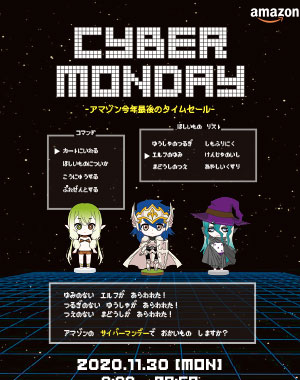 amazon
CYBER
MONDAY
-アマゾン今年最後のタイムセール-
コマンド
▶ カートにいれる
ほしいものについか
こうにゅうする
ぷれぜんとする
ほしいもの リスト
ゆうしゃのつるぎ しもふりにく
▶ エルフのゆみ けんじゃのいし
まどうしのつえ あやしいくすり
ゆみのない エルフが あらわれた！
つるぎのない ゆうしゃが あらわれた！
つえのない まどうしが あらわれた！
アマゾンの サイバーマンデーで おかいもの しますか？
2020.11.30 [MON]